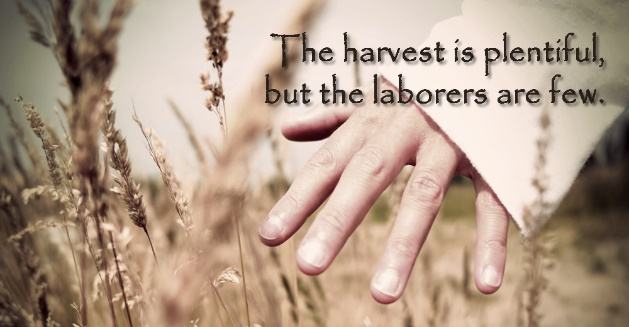 The harvest is plentiful,
but the laborers are few.